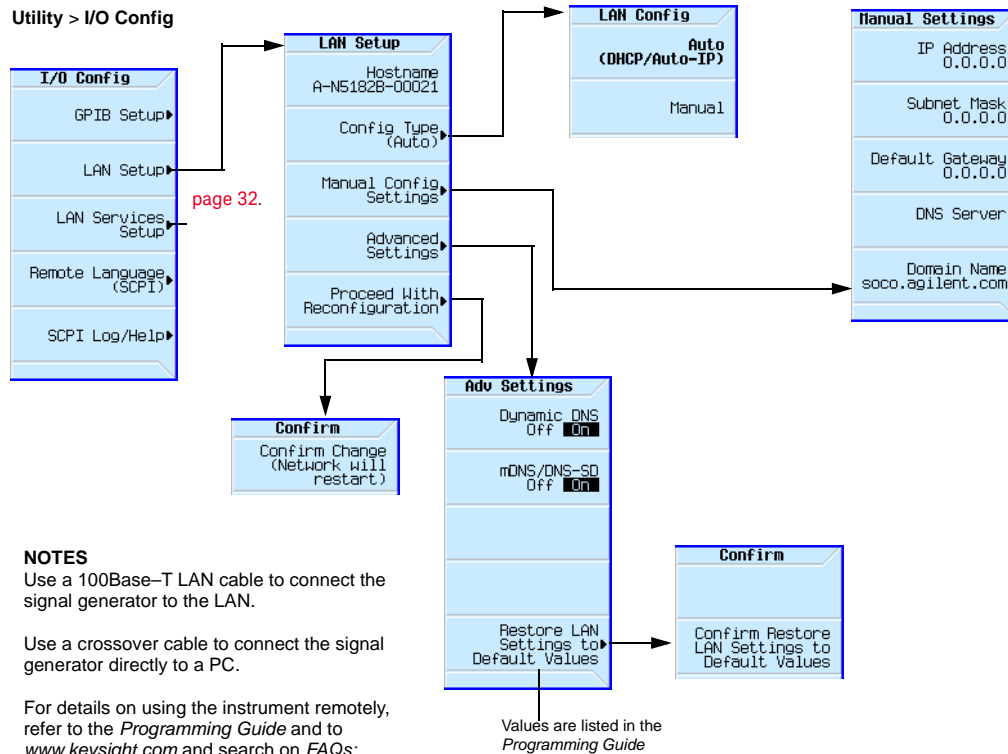 Utility > I/O Config
I/O Config
GPIB Setup
LAN Setup
LAN Services
Setup
Remote Language
(SCPI)
SCPI Log/Help
page 32.
LAN Setup
Hostname
A-N5182B-00021
Config Type
(Auto)
Manual Config
Settings
Advanced
Settings
Proceed With
Reconfiguration
LAN Config
Auto
(DHCP/Auto-IP)
Manual
Manual Settings
IP Address
0.0.0.0
Subnet Mask
0.0.0.0
Default Gateway
0.0.0.0
DNS Server
Domain Name
soco.agilent.com
Confirm
Confirm Change
(Network will
restart)
Adv Settings
Dynamic DNS
Off On
mDNS/DNS-SD
Off On
Restore LAN
Settings to
Default Values
Confirm
Confirm Restore
LAN Settings to
Default Values
Values are listed in the
Programming Guide
NOTES
Use a 100Base–T LAN cable to connect the
signal generator to the LAN.
Use a crossover cable to connect the signal
generator directly to a PC.
For details on using the instrument remotely,
refer to the Programming Guide and to
www.keysight.com and search on FAQs: